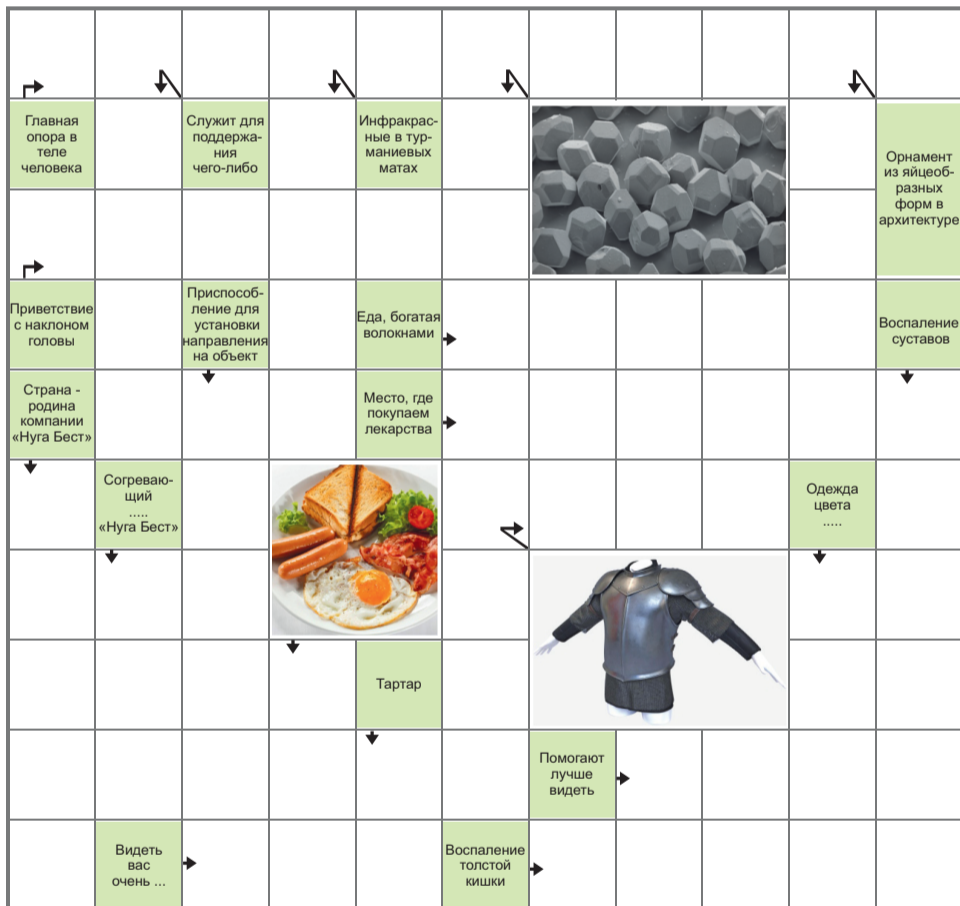 Главная
опора в
теле
человека
Служит для
поддержа-
ния
чего-либо
Инфракрас-
ные в тур-
маниевых
матах
Орнамент
из яйцеоб-
разных
форм в
архитектуре
Приветствие
с наклоном
головы
Приспособ-
ление для
установки
направления
на объект
Еда, богатая
волокнами
Воспаление
суставов
Страна -
родина
компании
«Нуга Бест»
Место, где
покупаем
лекарства
Согреваю-
щий
.....
«Нуга Бест»
Одежда
цвета
.....
Тартар
Помогают
лучше
видеть
Видеть
вас
очень ...
Воспаление
толстой
кишки